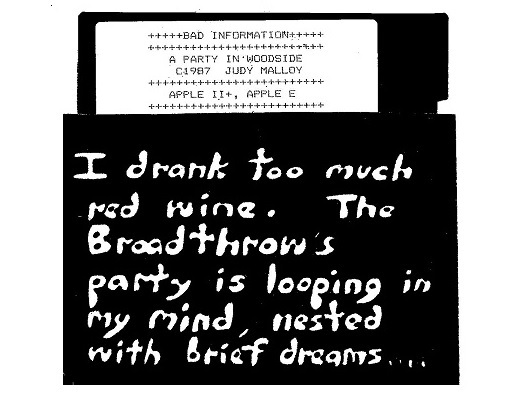 +++++BAD INFORMATION+++++
+++++++++++++++++++++++++
A PARTY IN WOODSIDE
C1987 JUDY MALLOY
+++++++++++++++++++++++++
APPLE II+, APPLE E
+++++++++++++++++++++++++
I drank too much
red wine. The
Broadthrow's
party is looping in
my mind, nested
with brief dreams....